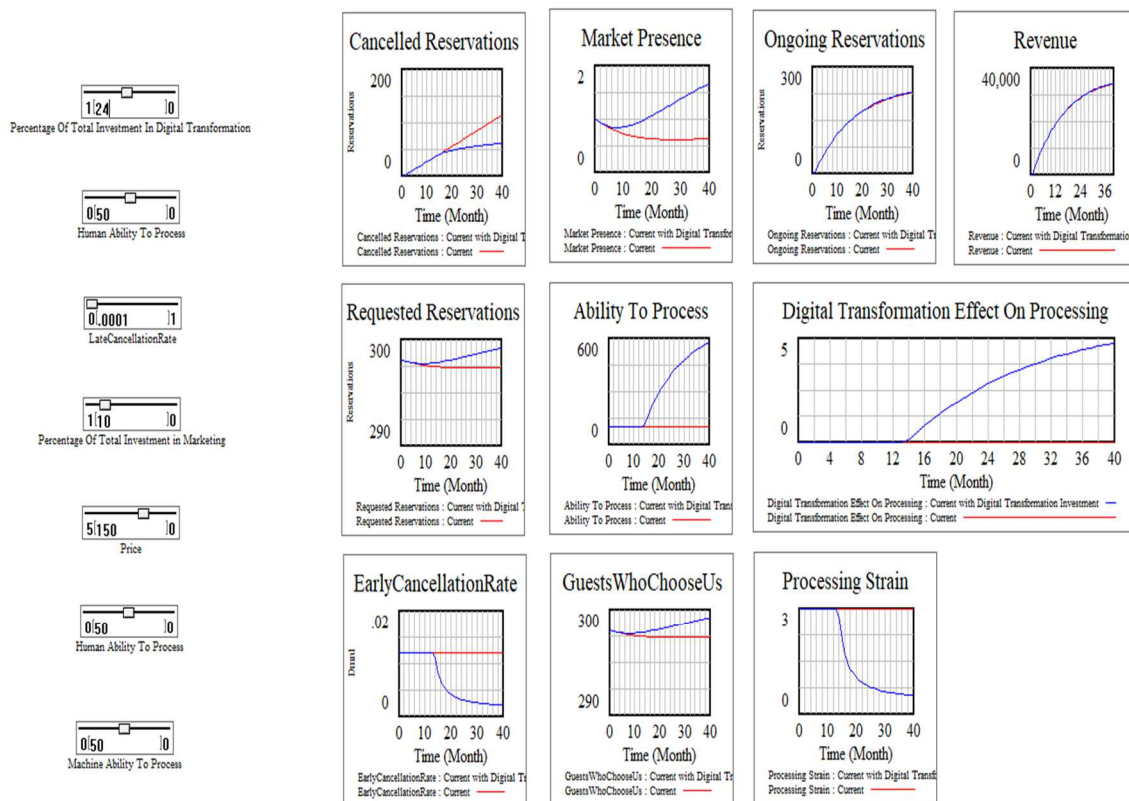 1[24]0
Percentage Of Total Investment In Digital Transformation
0[50 ]0
Human Ability To Process
0[.0001 ]1
LateCancellationRate
1[10 ]0
Percentage Of Total Investment in Marketing
5[150 ]0
Price
0[50 ]0
Human Ability To Process
0[50 ]0
Machine Ability To Process
Cancelled Reservations
200
Reservations
0
0 10 20 30 40
Time (Month)
Cancelled Reservations : Current with Digital T
Cancelled Reservations : Current
Market Presence
2
0
0 10 20 30 40
Time (Month)
Market Presence : Current with Digital Transfor
Market Presence : Current
Ongoing Reservations
300
Reservations
0
0 10 20 30 40
Time (Month)
Ongoing Reservations : Current with Digital T
Ongoing Reservations : Current
Revenue
40,000
0
0 12 24 36
Time (Month)
Revenue : Current with Digital Transformation
Revenue : Current
Requested Reservations
300
Reservations
290
0 10 20 30 40
Time (Month)
Requested Reservations : Current with Digital T
Requested Reservations : Current
Ability To Process
600
0
0 10 20 30 40
Time (Month)
Ability To Process : Current with Digital Trans
Ability To Process : Current
Digital Transformation Effect On Processing
5
0
0 4 8 12 16 20 24 28 32 36 40
Time (Month)
Digital Transformation Effect On Processing : Current with Digital Transformation Investment
Digital Transformation Effect On Processing : Current
EarlyCancellationRate
.02
Dmnl
0
0 10 20 30 40
Time (Month)
EarlyCancellationRate : Current with Digital T
EarlyCancellationRate : Current
GuestsWhoChooseUs
300
290
0 10 20 30 40
Time (Month)
GuestsWhoChooseUs : Current with Digital Tr
GuestsWhoChooseUs : Current
Processing Strain
3
0
0 10 20 30 40
Time (Month)
Processing Strain : Current with Digital Transf
Processing Strain : Current